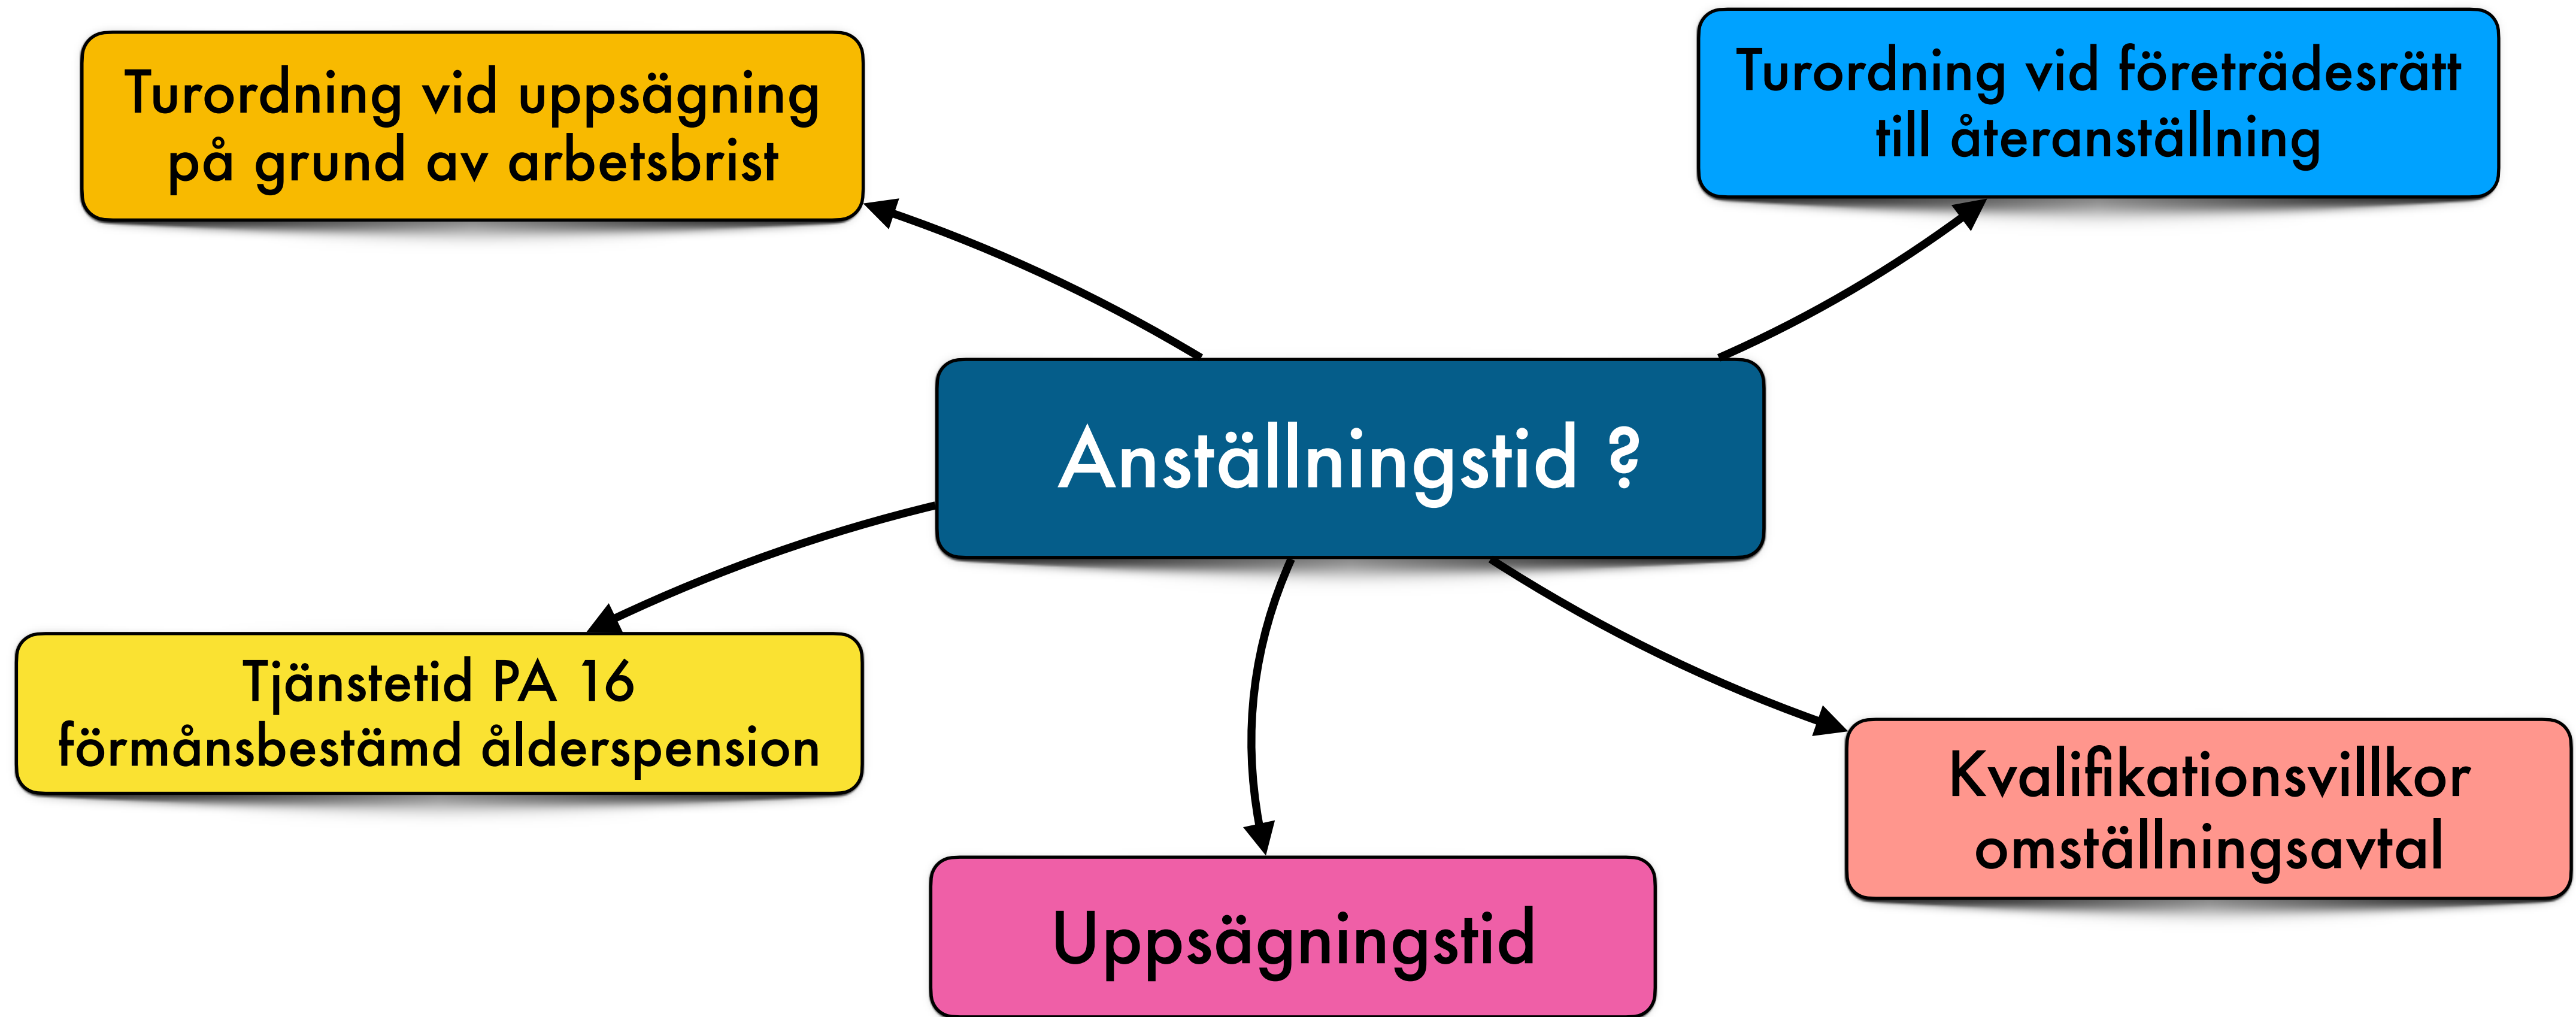 Turordning vid uppsägning
på grund av arbetsbrist
Turordning vid företrädesrätt
till återanställning
Anställningstid ?
Tjänstetid PA 16
förmånsbestämd ålderspension
Uppsägningstid
Kvalifikationsvillkor
omställningsavtal